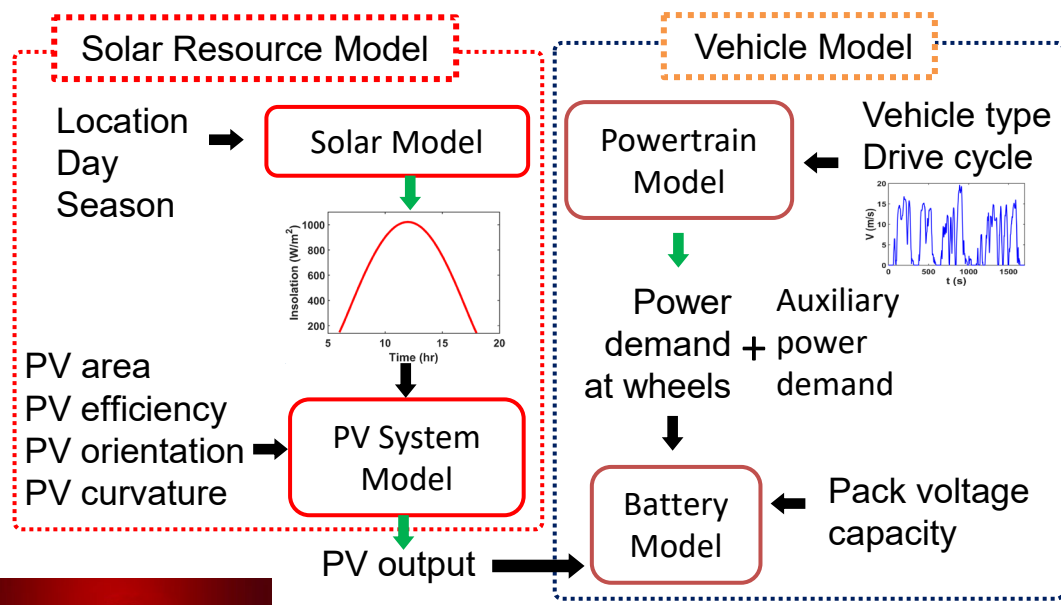 Solar Resource Model
Location
Day
Season
Solar Model
Insolation (W/m²)
1000
800
600
400
200
5
10
15
20
Time (hr)
PV area
PV efficiency
PV orientation
PV curvature
PV System
Model
PV output
Vehicle Model
Powertrain
Model
Vehicle type
Drive cycle
V (m/s)
20
15
10
5
0
0
500
1000
1500
t (s)
Power
demand
at wheels
+
Auxiliary
power
demand
Battery
Model
Pack voltage
capacity